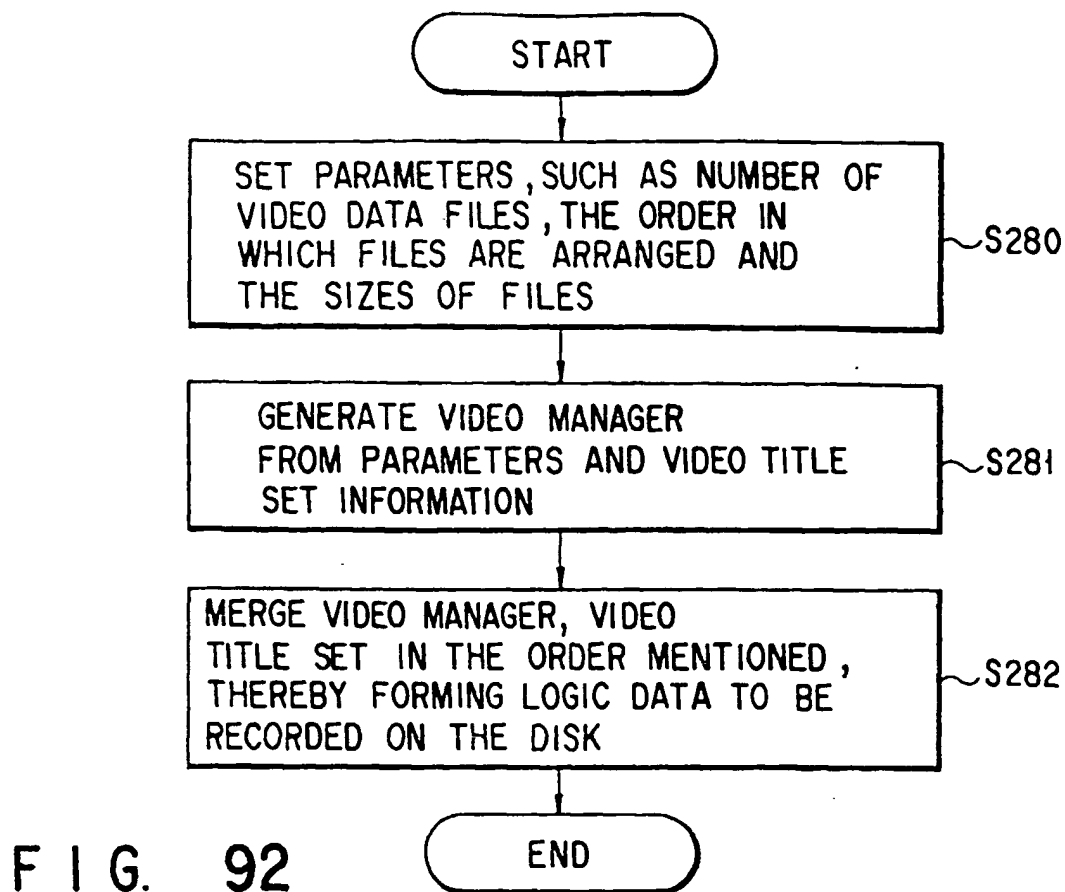 START
SET PARAMETERS, SUCH AS NUMBER OF
VIDEO DATA FILES, THE ORDER IN
WHICH FILES ARE ARRANGED AND
THE SIZES OF FILES
S280
GENERATE VIDEO MANAGER
FROM PARAMETERS AND VIDEO TITLE
SET INFORMATION
S281
MERGE VIDEO MANAGER, VIDEO
TITLE SET IN THE ORDER MENTIONED,
THEREBY FORMING LOGIC DATA TO BE
RECORDED ON THE DISK
S282
END
FIG. 92